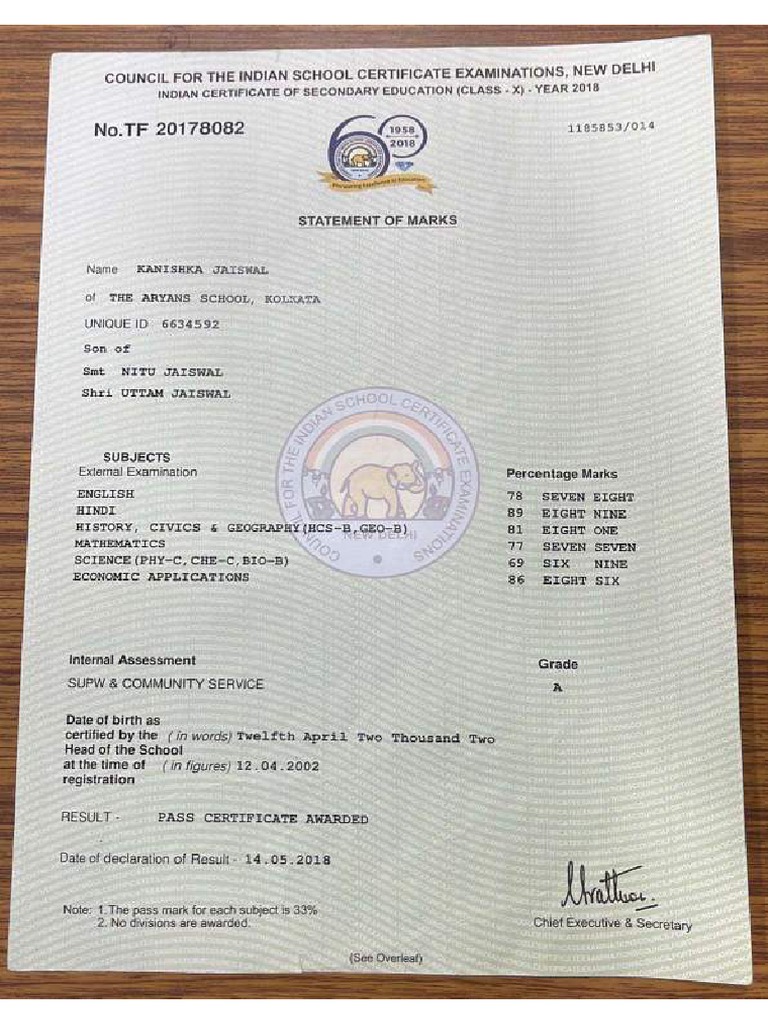 COUNCIL FOR THE INDIAN SCHOOL CERTIFICATE EXAMINATIONS, NEW DELHI
INDIAN CERTIFICATE OF SECONDARY EDUCATION (CLASS - X) - YEAR 2018
No.TF 20178082
1185853/014
60
1958
2018
STATEMENT OF MARKS
Name KANISHKA JAISWAL
of THE ARYANS SCHOOL, KOLKATA
UNIQUE ID 6634592
Son of
Smt NITU JAISWAL
Shri UTTAM JAISWAL
COUNCIL FOR THE INDIAN SCHOOL CERTIFICATE EXAMINATIONS
NEW DELHI
SUBJECTS
External Examination Percentage Marks
ENGLISH 78 SEVEN EIGHT
HINDI 89 EIGHT NINE
HISTORY, CIVICS & GEOGRAPHY(HCS-B,GEO-B) 81 EIGHT ONE
MATHEMATICS 77 SEVEN SEVEN
SCIENCE(PHY-C,CHE-C,BIO-B) 69 SIX NINE
ECONOMIC APPLICATIONS 86 EIGHT SIX
Internal Assessment Grade
SUPW & COMMUNITY SERVICE A
Date of birth as
certified by the (in words) Twelfth April Two Thousand Two
Head of the School
at the time of (in figures) 12.04.2002
registration
RESULT - PASS CERTIFICATE AWARDED
Date of declaration of Result - 14.05.2018
Note: 1.The pass mark for each subject is 33%
2. No divisions are awarded.
Chief Executive & Secretary
(See Overleaf)